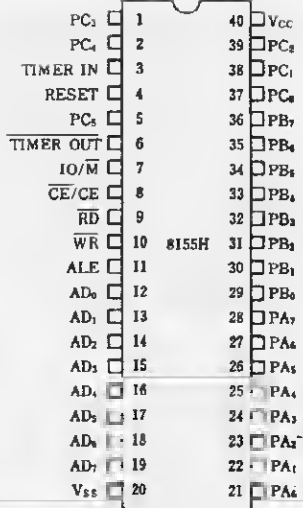 PC₃ 1 40 Vcc
PC₄ 2 39 PC₂
TIMER IN 3 38 PC₁
RESET 4 37 PC₀
PC₅ 5 36 PB₇
TIMER OUT 6 35 PB₆
IO/M 7 34 PB₅
CE/CE 8 33 PB₄
RD 9 32 PB₃
WR 10 8155H 31 PB₂
ALE 11 30 PB₁
AD₀ 12 29 PB₀
AD₁ 13 28 PA₇
AD₂ 14 27 PA₆
AD₃ 15 26 PA₅
AD₄ 16 25 PA₄
AD₅ 17 24 PA₃
AD₆ 18 23 PA₂
AD₇ 19 22 PA₁
Vss 20 21 PA₀